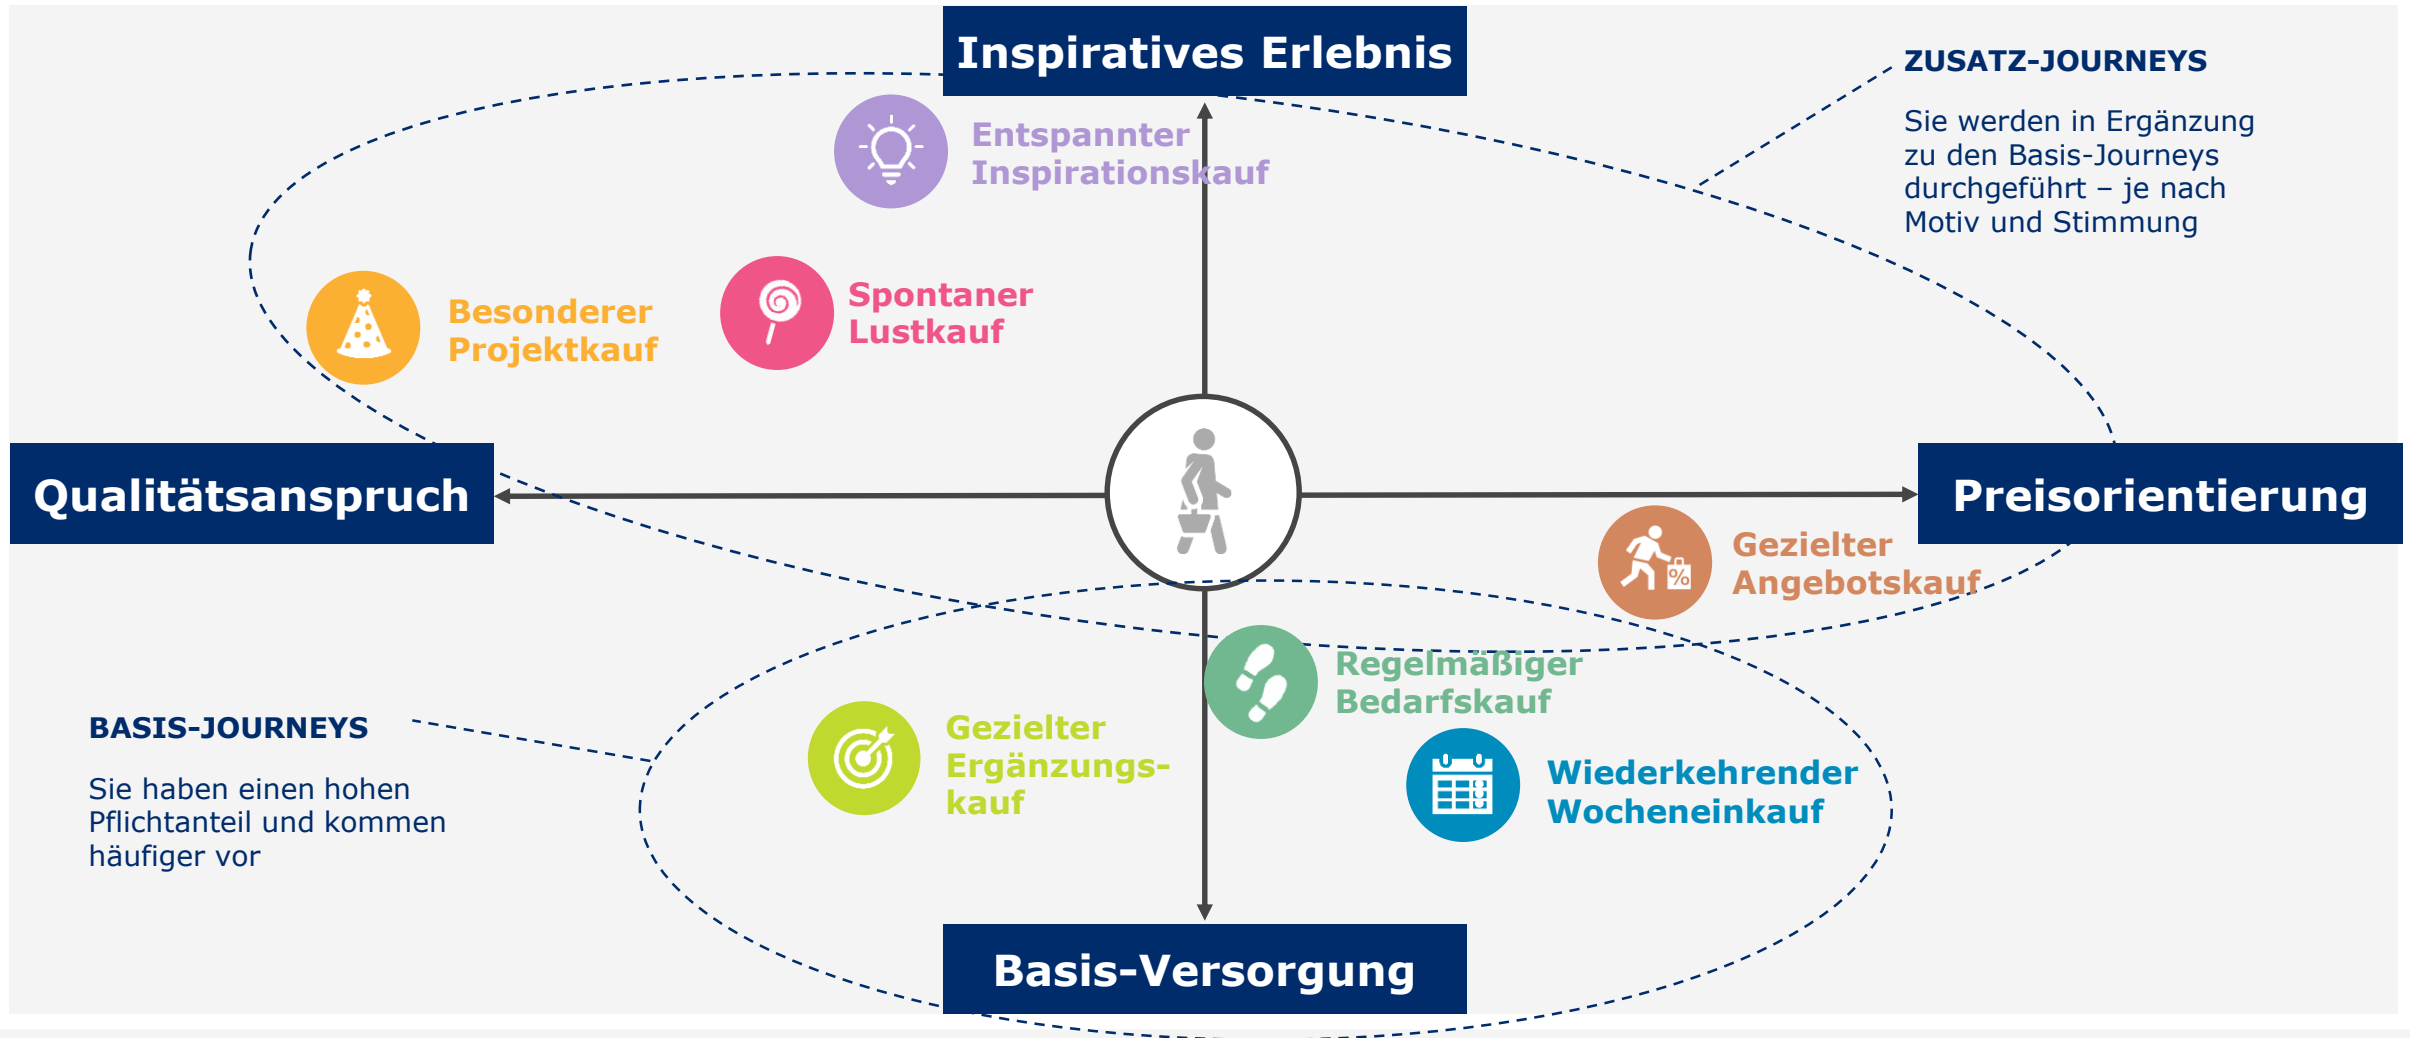 Inspiratives Erlebnis
ZUSATZ-JOURNEYS
Sie werden in Ergänzung
zu den Basis-Journeys
durchgeführt – je nach
Motiv und Stimmung
Entspannter
Inspirationskauf
Besonderer
Projektkauf
Spontaner
Lustkauf
Qualitätsanspruch
Preisorientierung
Gezielter
Angebotskauf
%
Regelmäßiger
Bedarfskauf
BASIS-JOURNEYS
Sie haben einen hohen
Pflichtanteil und kommen
häufiger vor
Gezielter
Ergänzungs-
kauf
Wiederkehrender
Wocheneinkauf
Basis-Versorgung